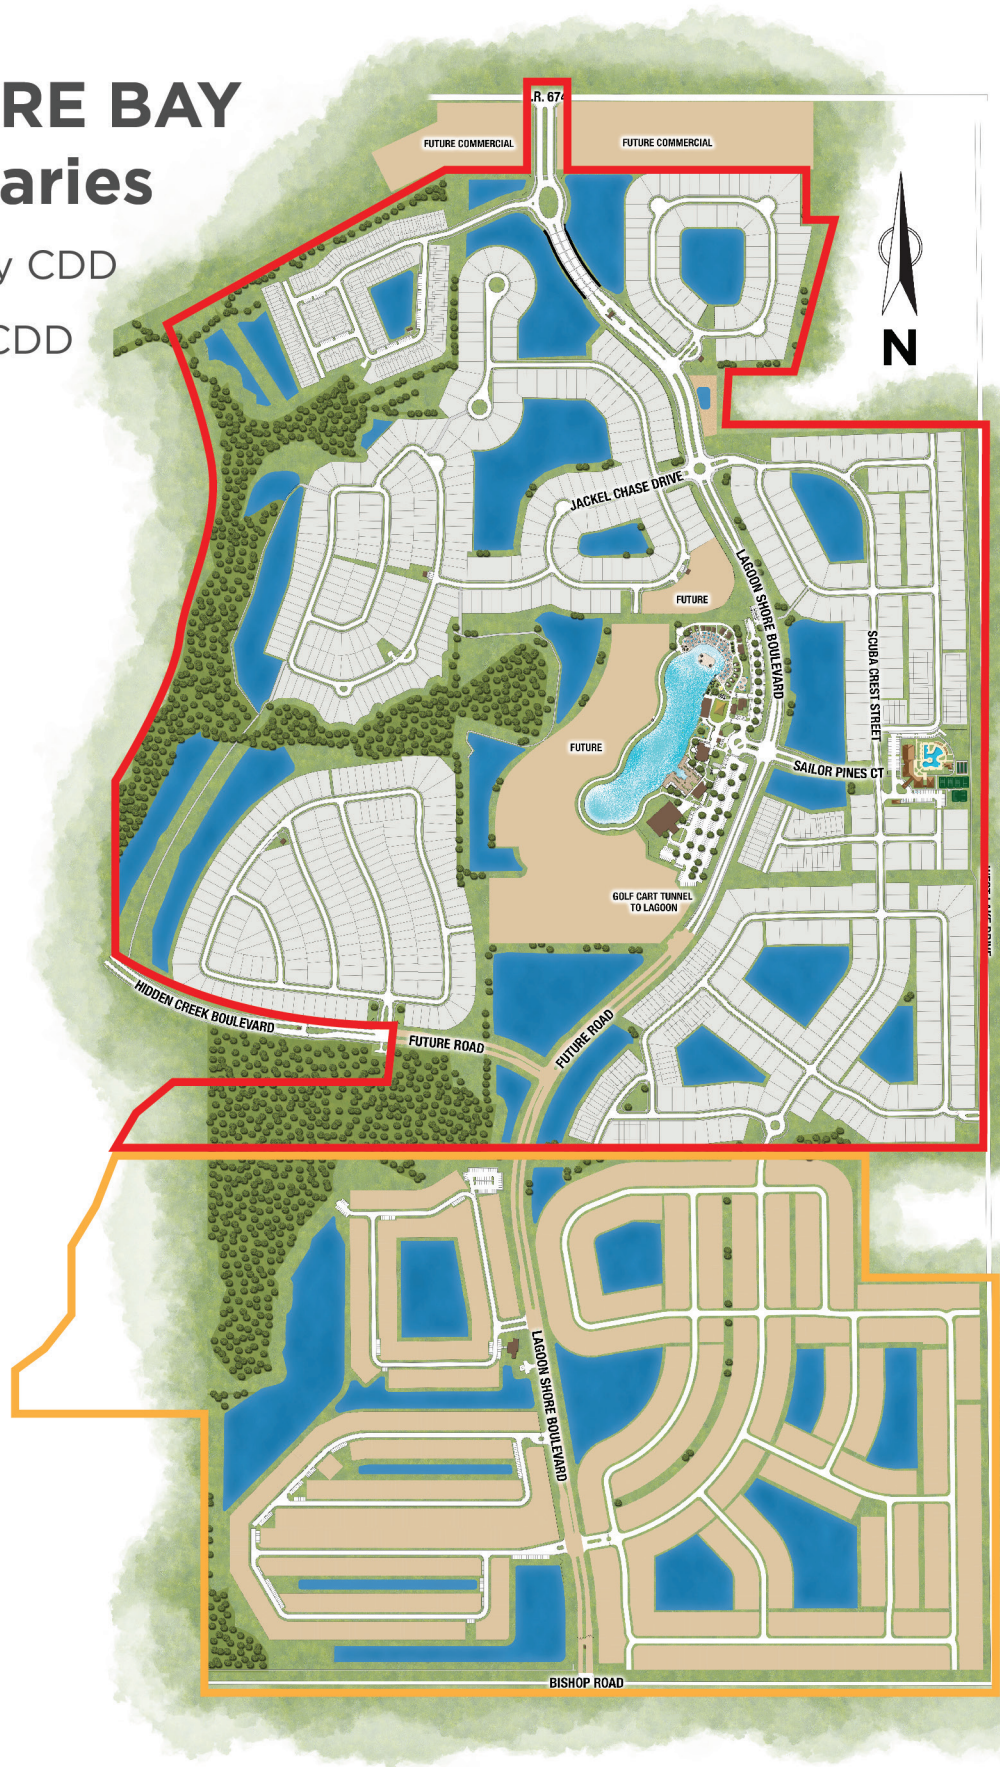 RE BAY
aries
y CDD
CDD
.R. 674
FUTURE COMMERCIAL
FUTURE COMMERCIAL
N
JACKEL CHASE DRIVE
LAGOON SHORE BOULEVARD
FUTURE
SCUBA CREST STREET
FUTURE
SAILOR PINES CT
GOLF CART TUNNEL
TO LAGOON
HIDDEN CREEK BOULEVARD
FUTURE ROAD
FUTURE ROAD
LAGOON SHORE BOULEVARD
BISHOP ROAD